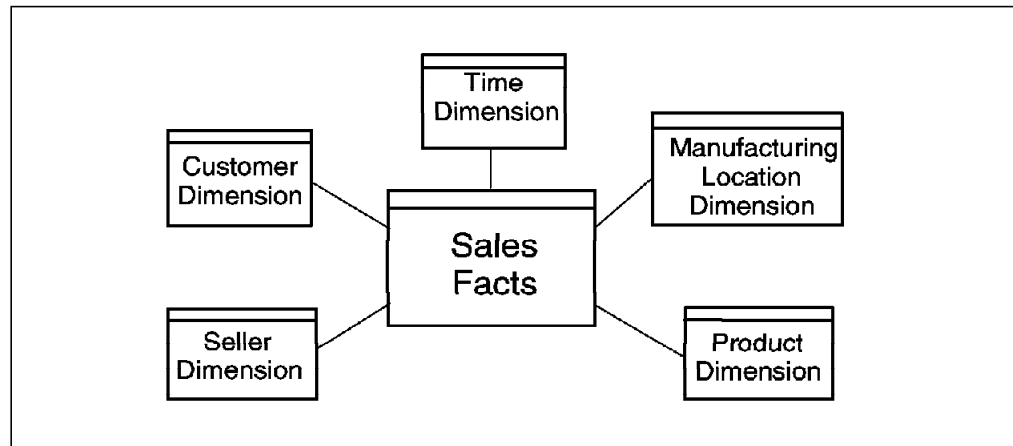 Time
Dimension
Customer
Dimension
Manufacturing
Location
Dimension
Sales
Facts
Seller
Dimension
Product
Dimension